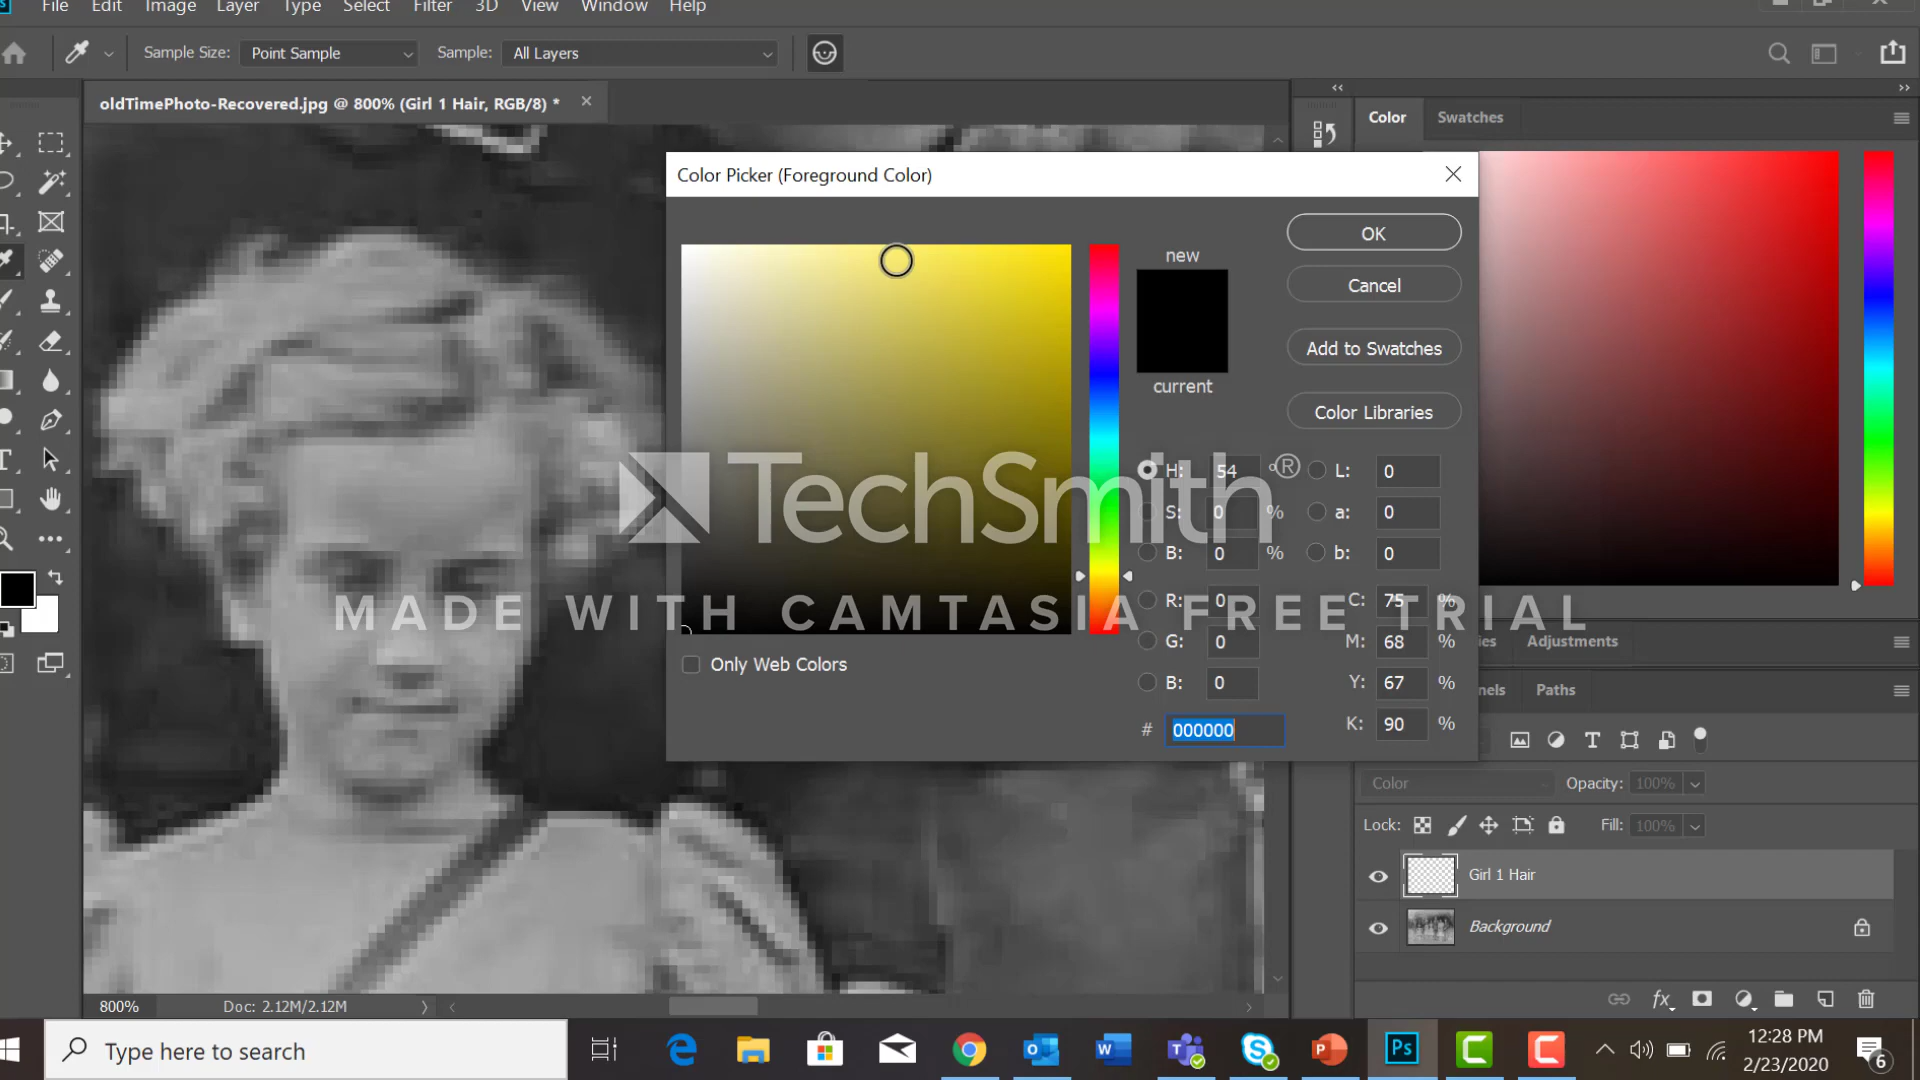 File Edit Image Layer Type Select Filter 3D View Window Help
Sample Size: Point Sample Sample: All Layers
oldTimePhoto-Recovered.jpg @ 800% (Girl 1 Hair, RGB/8) * ×
Color Swatches
Color Picker (Foreground Color)
new
current
OK
Cancel
Add to Swatches
Color Libraries
H: 54 ° L: 0
S: 0 % a: 0
B: 0 % b: 0
R: 0 C: 75 %
G: 0 M: 68 %
B: 0 Y: 67 %
# 000000 K: 90 %
Only Web Colors
TechSmith®
MADE WITH CAMTASIA FREE TRIAL
Adjustments
Paths
Color Opacity: 100%
Lock: Fill: 100%
Girl 1 Hair
Background
800% Doc: 2.12M/2.12M
Type here to search
12:28 PM
2/23/2020
6